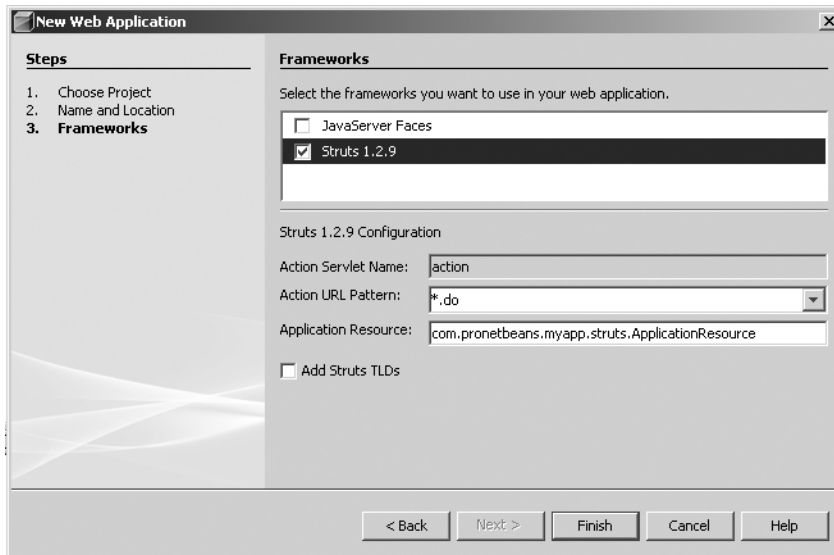 New Web Application
Steps
1. Choose Project
2. Name and Location
3. Frameworks
Frameworks
Select the frameworks you want to use in your web application.
JavaServer Faces
Struts 1.2.9
Struts 1.2.9 Configuration
Action Servlet Name: action
Action URL Pattern: *.do
Application Resource: com.pronetbeans.myapp.struts.ApplicationResource
Add Struts TLDs
< Back Next > Finish Cancel Help